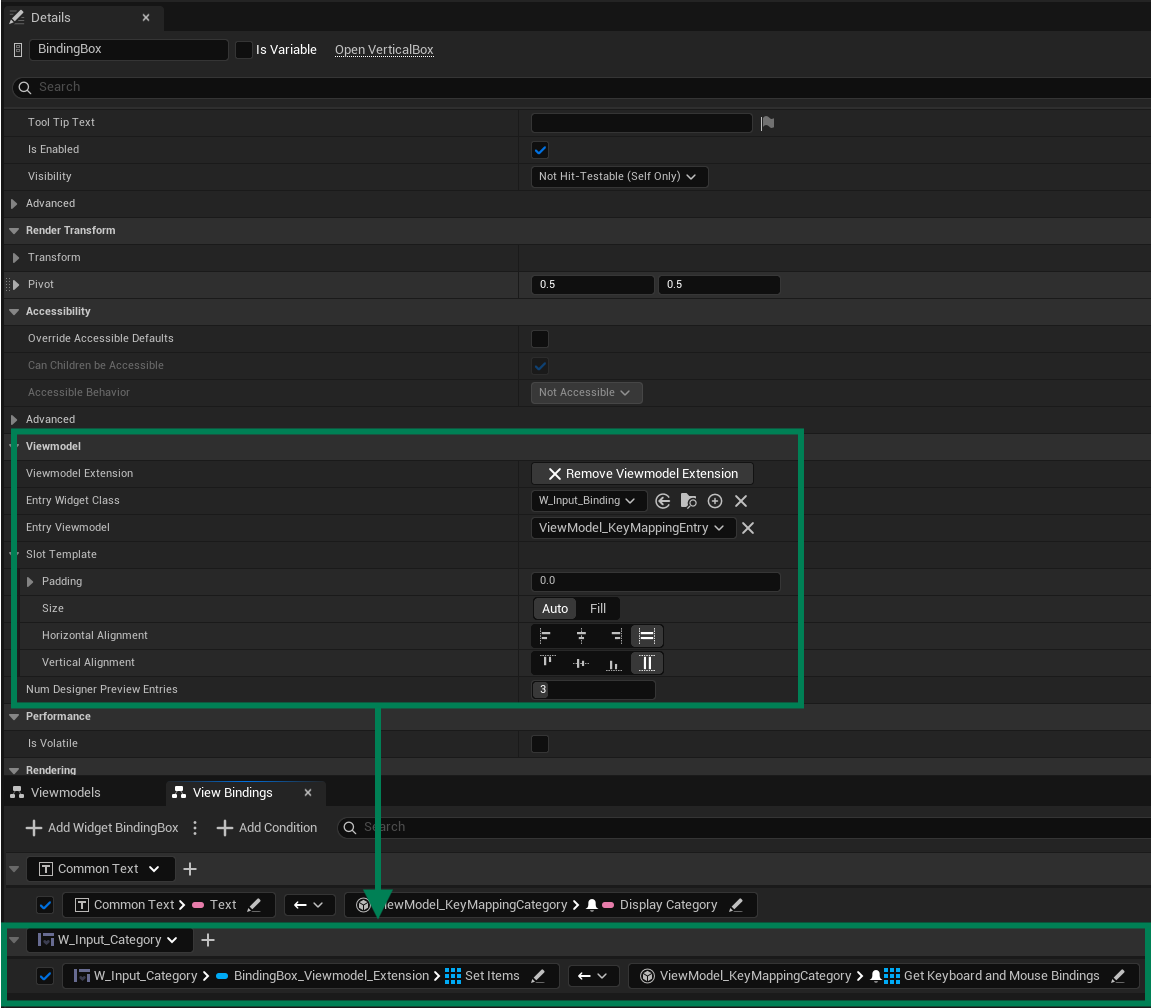 Details
BindingBox Is Variable Open VerticalBox
Search
Tool Tip Text
Is Enabled
Visibility Not Hit-Testable (Self Only)
Advanced
Render Transform
Transform
Pivot 0.5 0.5
Accessibility
Override Accessible Defaults
Can Children be Accessible
Accessible Behavior Not Accessible
Advanced
Viewmodel
Viewmodel Extension Remove Viewmodel Extension
Entry Widget Class W_Input_Binding
Entry Viewmodel ViewModel_KeyMappingEntry
Slot Template
Padding 0.0
Size Auto Fill
Horizontal Alignment
Vertical Alignment
Num Designer Preview Entries 3
Performance
Is Volatile
Rendering
Viewmodels View Bindings
Add Widget BindingBox Add Condition Search
Common Text
Common Text Text iewModel_KeyMappingCategory Display Category
W_Input_Category
W_Input_Category BindingBox_Viewmodel_Extension Set Items ViewModel_KeyMappingCategory Get Keyboard and Mouse Bindings